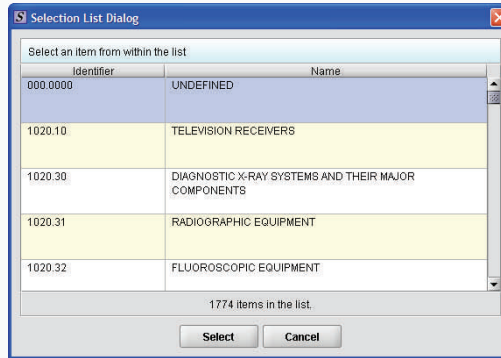 Selection List Dialog
Select an item from within the list
Identifier Name
000.0000 UNDEFINED
1020.10 TELEVISION RECEIVERS
1020.30 DIAGNOSTIC X-RAY SYSTEMS AND THEIR MAJOR
COMPONENTS
1020.31 RADIOGRAPHIC EQUIPMENT
1020.32 FLUOROSCOPIC EQUIPMENT
1774 items in the list.
Select Cancel